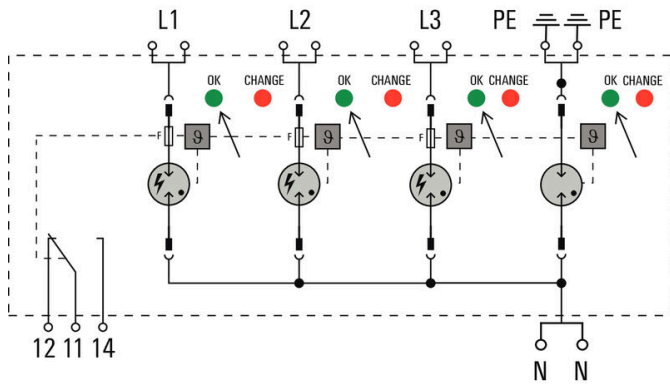 L1 L2 L3 PE PE
OK CHANGE OK CHANGE OK CHANGE OK CHANGE
F ϑ F ϑ F ϑ ϑ
12 11 14
N N